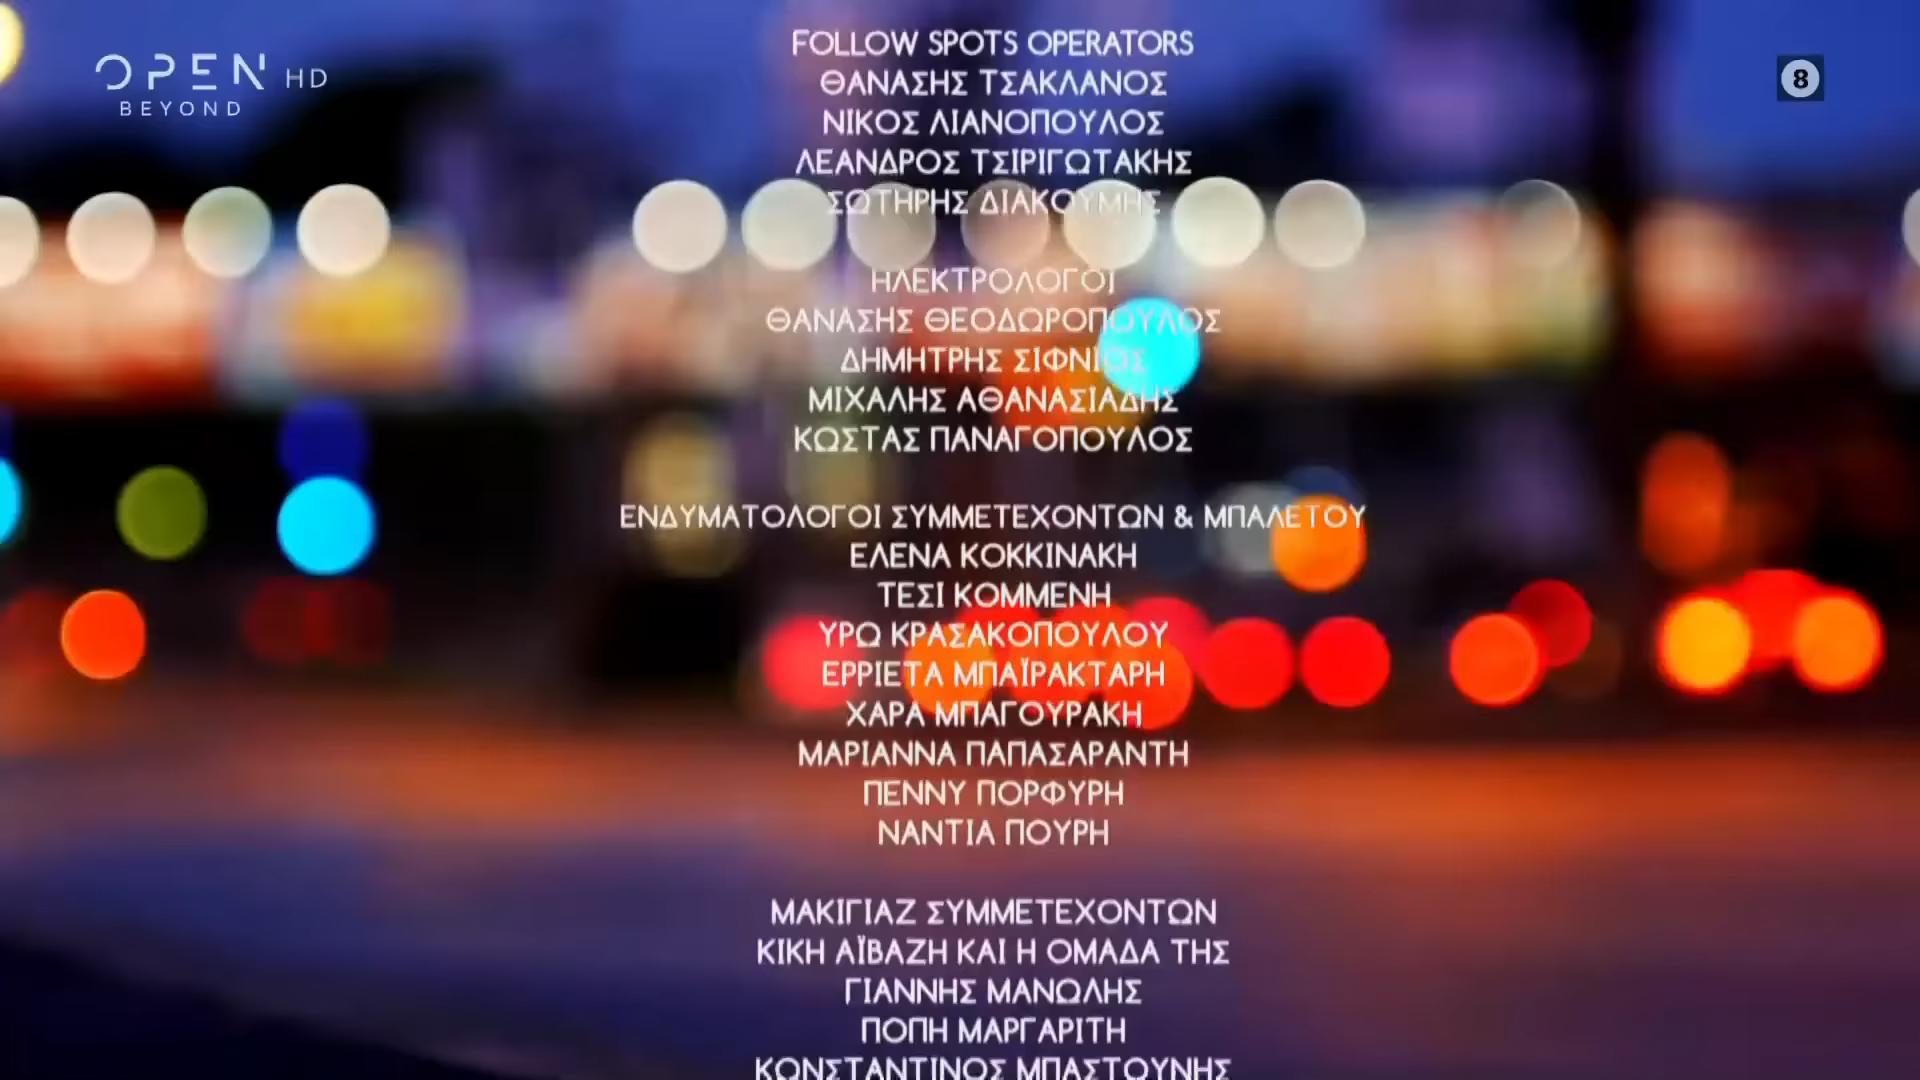 OPEN HD
BEYOND
8
FOLLOW SPOTS OPERATORS
ΘΑΝΑΣΗΣ ΤΣΑΚΛΑΝΟΣ
ΝΙΚΟΣ ΛΙΑΝΟΠΟΥΛΟΣ
ΛΕΑΝΔΡΟΣ ΤΣΙΡΙΓΩΤΑΚΗΣ
ΣΩΤΗΡΗΣ ΔΙΑΚΟΥΜΗΣ
ΗΛΕΚΤΡΟΛΟΓΟΙ
ΘΑΝΑΣΗΣ ΘΕΟΔΩΡΟΠΟΥΛΟΣ
ΔΗΜΗΤΡΗΣ ΣΙΦΝΙΟΣ
ΜΙΧΑΛΗΣ ΑΘΑΝΑΣΙΑΔΗΣ
ΚΩΣΤΑΣ ΠΑΝΑΓΟΠΟΥΛΟΣ
ΕΝΔΥΜΑΤΟΛΟΓΟΙ ΣΥΜΜΕΤΕΧΟΝΤΩΝ & ΜΠΑΛΕΤΟΥ
ΕΛΕΝΑ ΚΟΚΚΙΝΑΚΗ
ΤΕΣΙ ΚΟΜΜΕΝΗ
ΥΡΩ ΚΡΑΣΑΚΟΠΟΥΛΟΥ
ΕΡΡΙΕΤΑ ΜΠΑΪΡΑΚΤΑΡΗ
ΧΑΡΑ ΜΠΑΓΟΥΡΑΚΗ
ΜΑΡΙΑΝΝΑ ΠΑΠΑΣΑΡΑΝΤΗ
ΠΕΝΝΥ ΠΟΡΦΥΡΗ
ΝΑΝΤΙΑ ΠΟΥΡΗ
ΜΑΚΙΓΙΑΖ ΣΥΜΜΕΤΕΧΟΝΤΩΝ
ΚΙΚΗ ΑΪΒΑΖΗ ΚΑΙ Η ΟΜΑΔΑ ΤΗΣ
ΓΙΑΝΝΗΣ ΜΑΝΩΛΗΣ
ΠΟΠΗ ΜΑΡΓΑΡΙΤΗ
ΚΩΝΣΤΑΝΤΙΝΟΣ ΜΠΑΣΤΟΥΝΗΣ